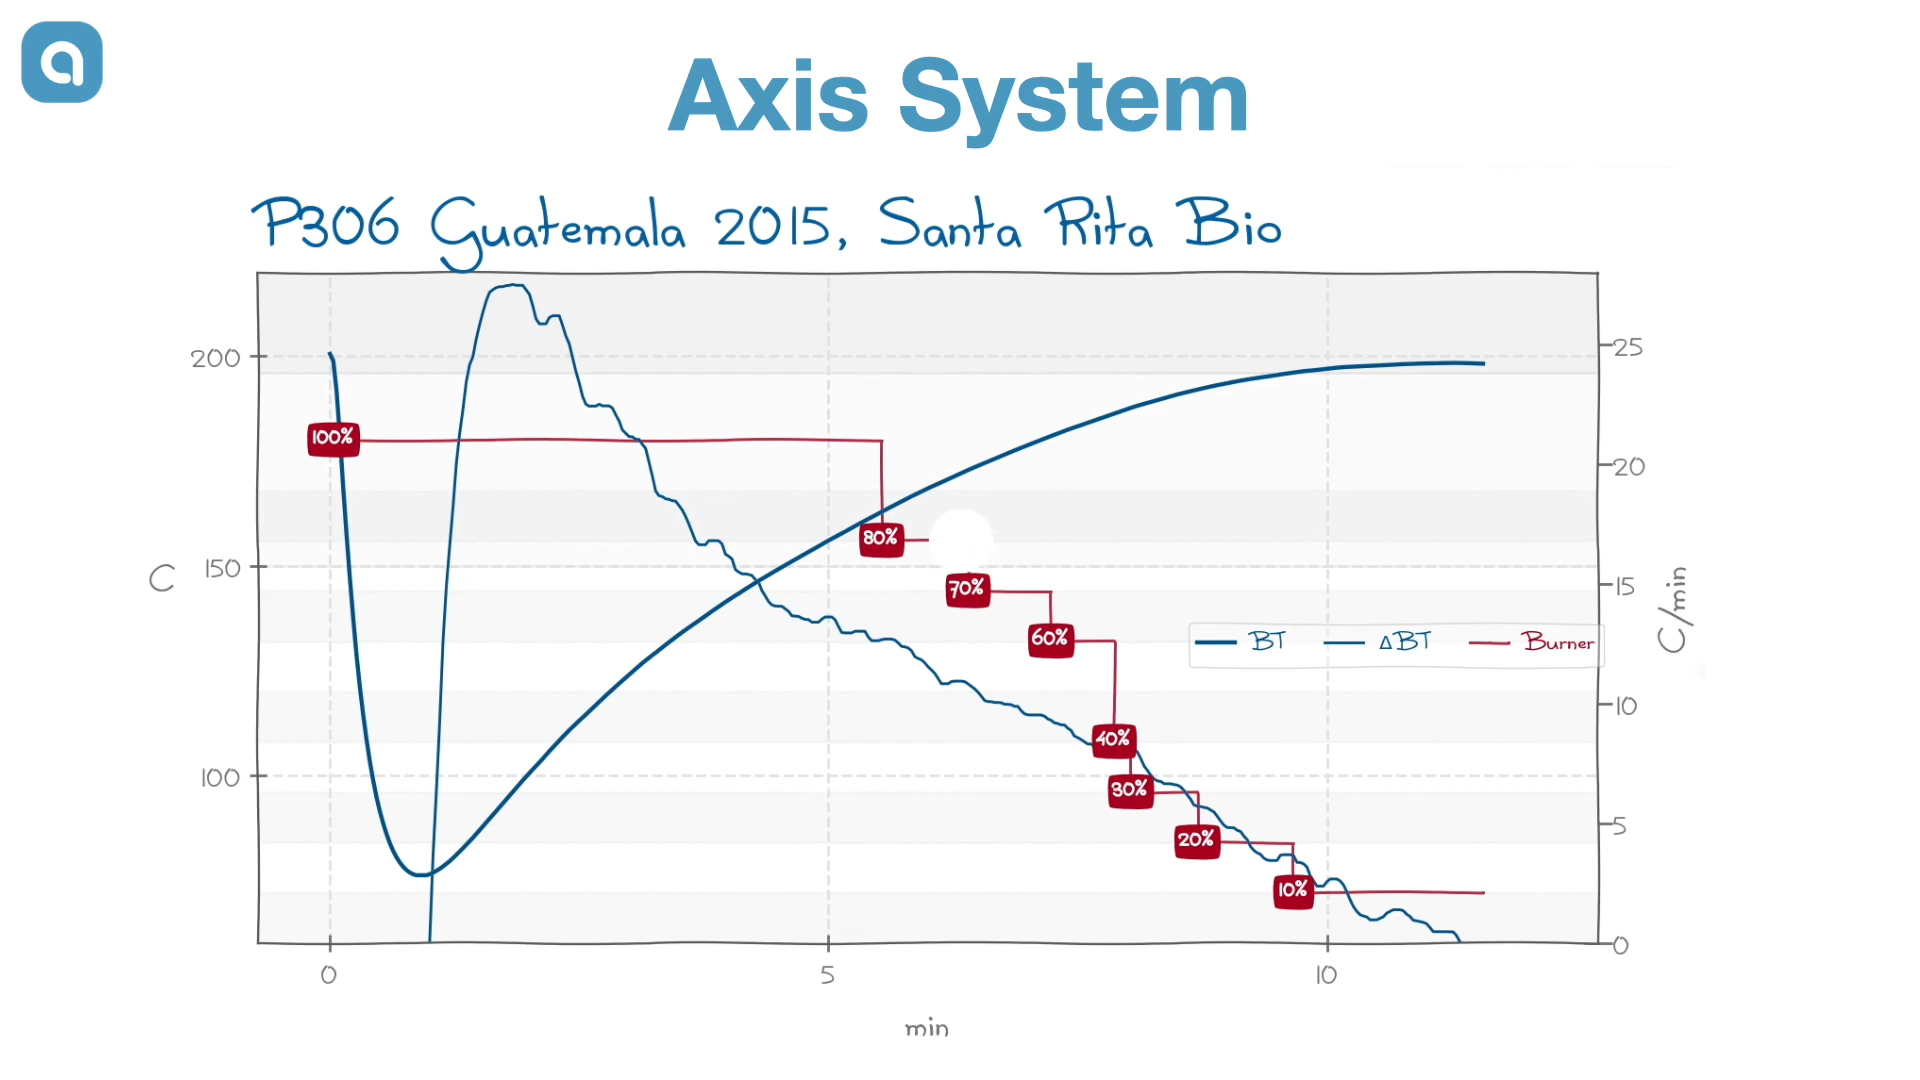 Axis System
P306 Guatemala 2015, Santa Rita Bio
200
150
100
C
100%
80%
70%
60%
40%
30%
20%
10%
BT ΔBT Burner
25
20
15
10
5
0
C/min
0 5 10
min